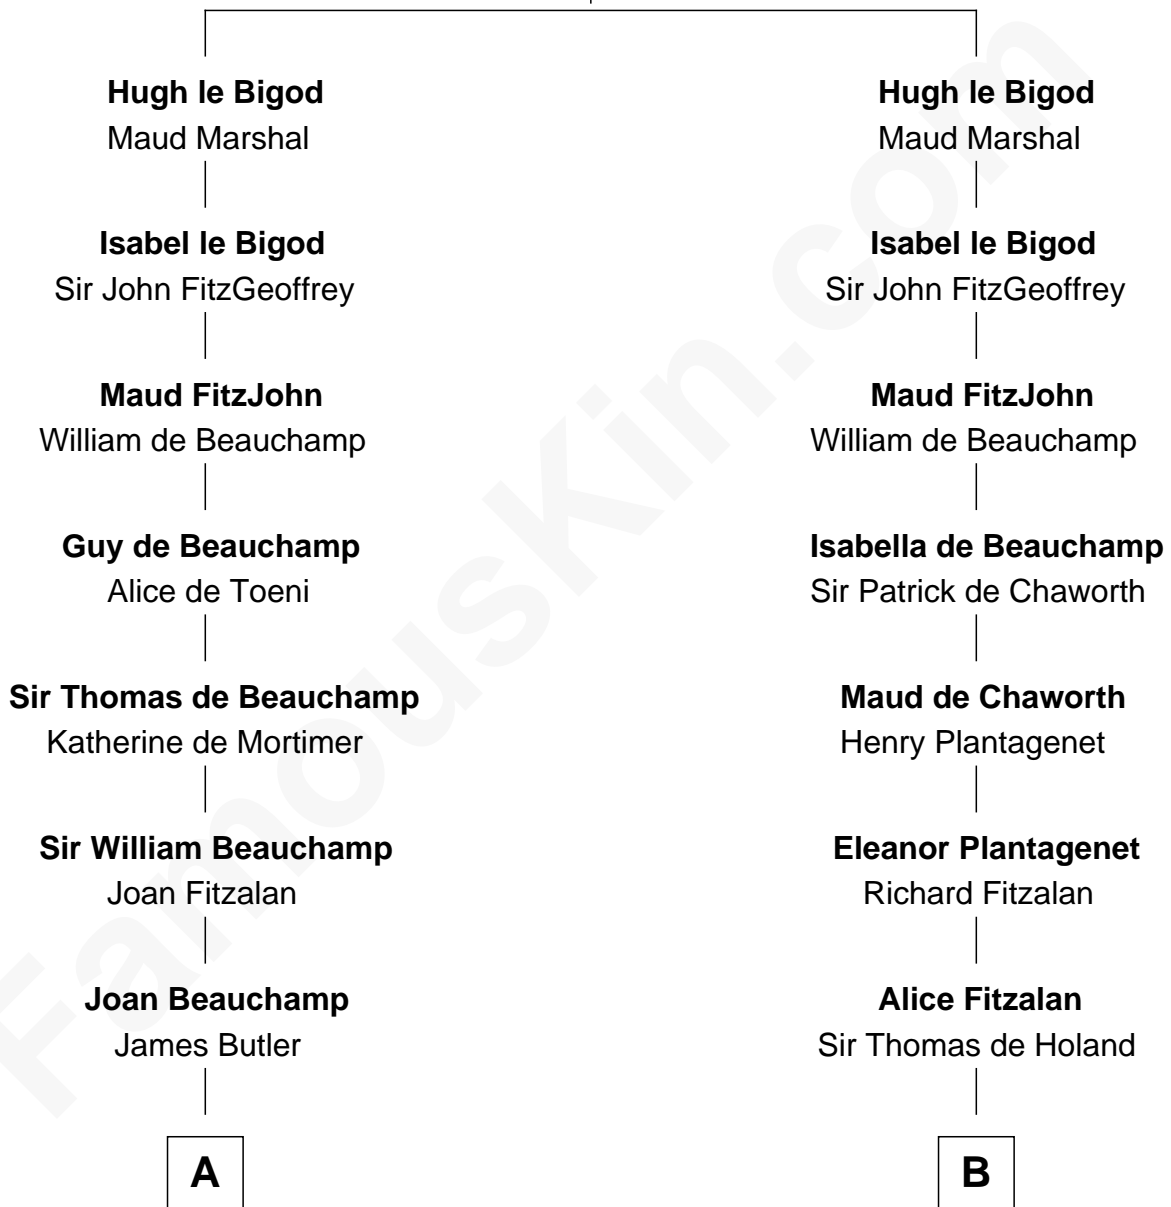 Hugh le Bigod
Maud Marshal
Isabel le Bigod
Sir John FitzGeoffrey
Maud FitzJohn
William de Beauchamp
Guy de Beauchamp
Alice de Toeni
Sir Thomas de Beauchamp
Katherine de Mortimer
Sir William Beauchamp
Joan Fitzalan
Joan Beauchamp
James Butler
A
Hugh le Bigod
Maud Marshal
Isabel le Bigod
Sir John FitzGeoffrey
Maud FitzJohn
William de Beauchamp
Isabella de Beauchamp
Sir Patrick de Chaworth
Maud de Chaworth
Henry Plantagenet
Eleanor Plantagenet
Richard Fitzalan
Alice Fitzalan
Sir Thomas de Holand
B
FamousKin.com